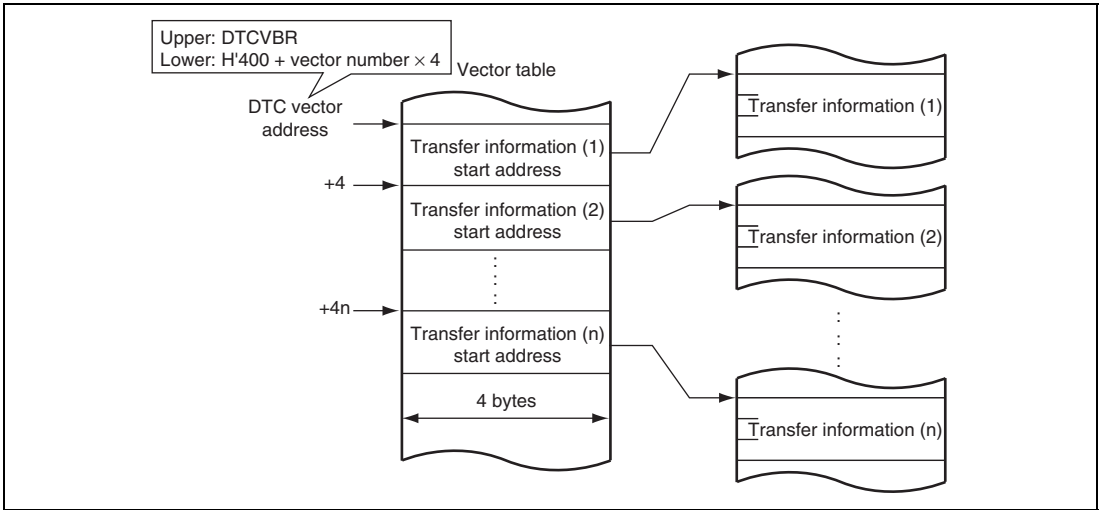 Upper: DTCVBR
Lower: H'400 + vector number × 4
Vector table
DTC vector
address
Transfer information (1)
start address
+4
Transfer information (2)
start address
+4n
Transfer information (n)
start address
4 bytes
Transfer information (1)
Transfer information (2)
Transfer information (n)